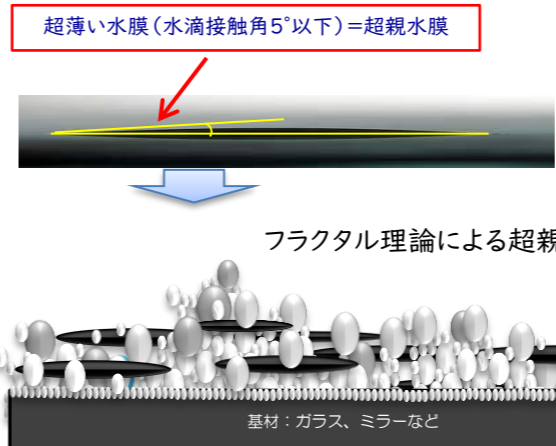 超薄い水膜（水滴接触角5°以下）＝超親水膜
フラクタル理論による超親
基材：ガラス、ミラーなど